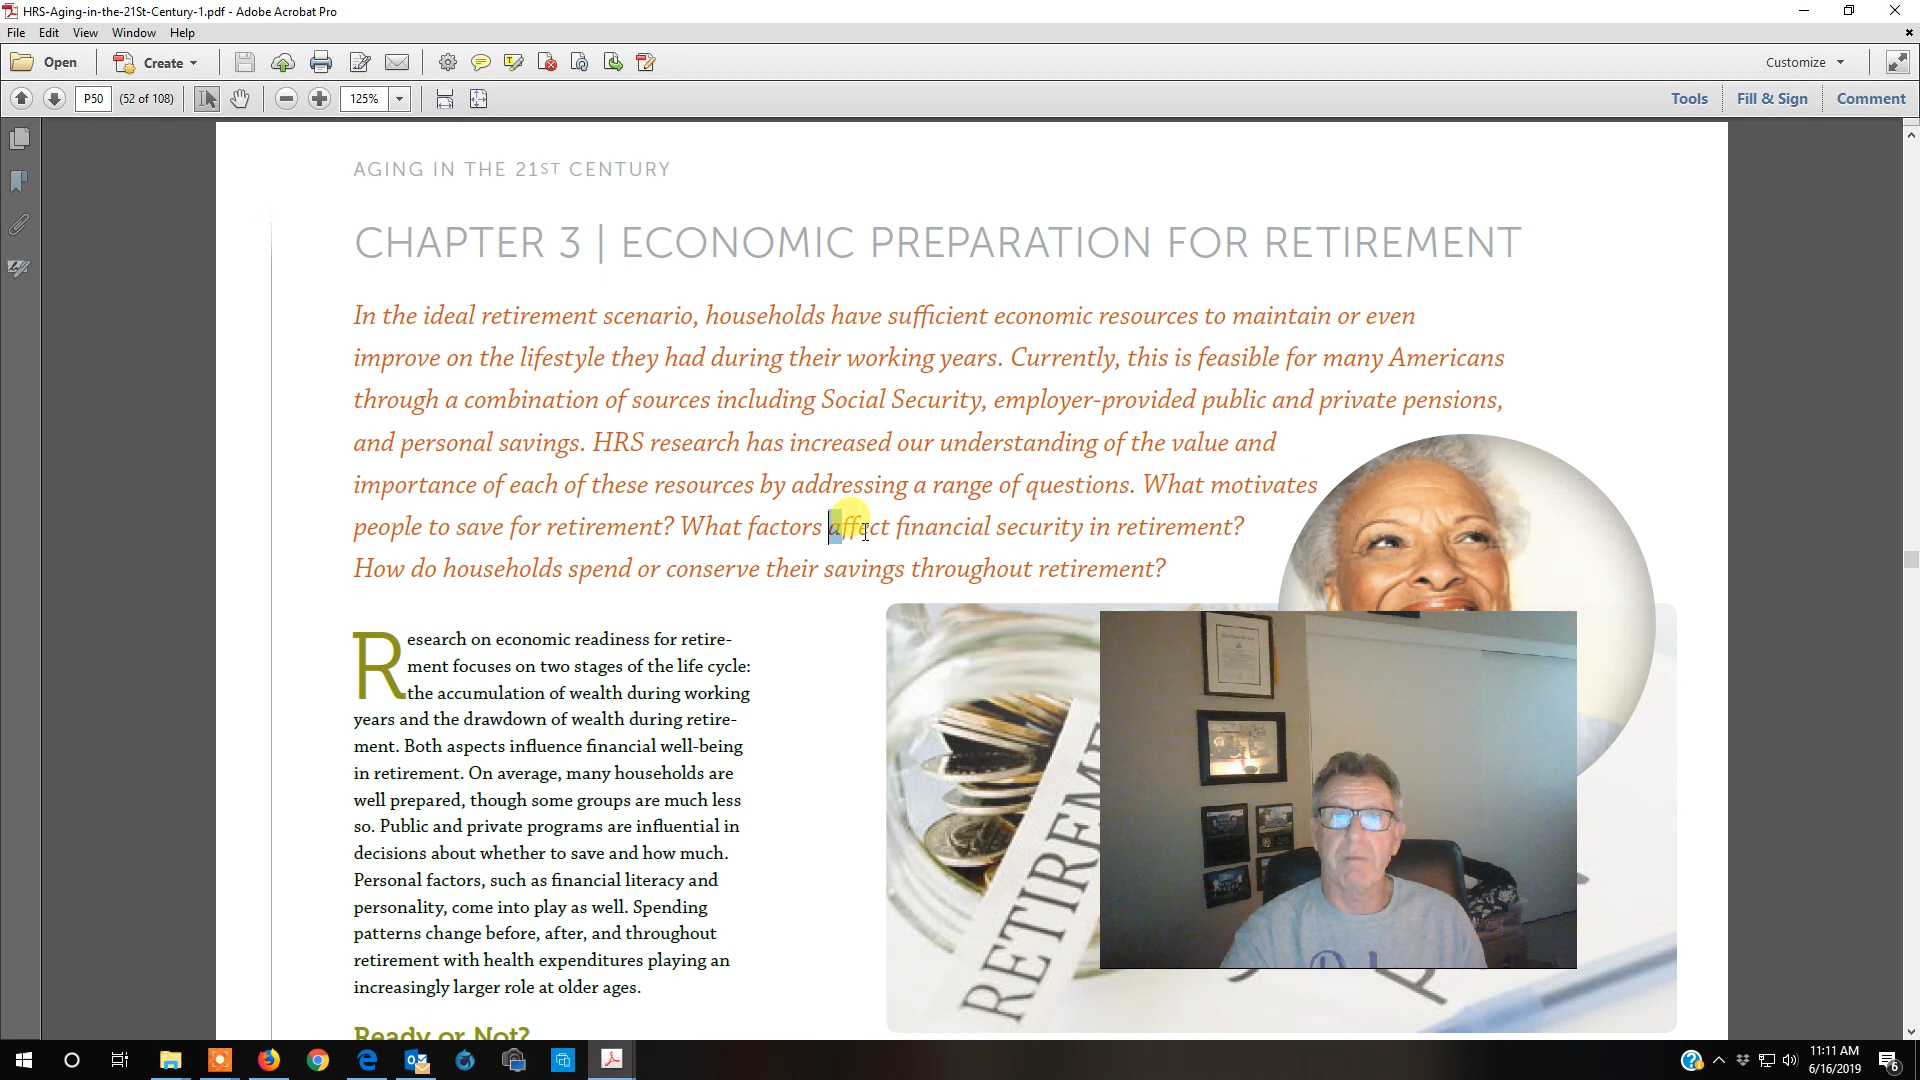 HRS-Aging-in-the-21St-Century-1.pdf - Adobe Acrobat Pro
File Edit View Window Help
Open Create Customize
P50 (52 of 108) 125% Tools Fill & Sign Comment
AGING IN THE 21ST CENTURY
CHAPTER 3 | ECONOMIC PREPARATION FOR RETIREMENT
In the ideal retirement scenario, households have sufficient economic resources to maintain or even
improve on the lifestyle they had during their working years. Currently, this is feasible for many Americans
through a combination of sources including Social Security, employer-provided public and private pensions,
and personal savings. HRS research has increased our understanding of the value and
importance of each of these resources by addressing a range of questions. What motivates
people to save for retirement? What factors affect financial security in retirement?
How do households spend or conserve their savings throughout retirement?
Research on economic readiness for retire-
ment focuses on two stages of the life cycle:
the accumulation of wealth during working
years and the drawdown of wealth during retire-
ment. Both aspects influence financial well-being
in retirement. On average, many households are
well prepared, though some groups are much less
so. Public and private programs are influential in
decisions about whether to save and how much.
Personal factors, such as financial literacy and
personality, come into play as well. Spending
patterns change before, after, and throughout
retirement with health expenditures playing an
increasingly larger role at older ages.
Ready or Not?
RETIREME
11:11 AM
6/16/2019
6